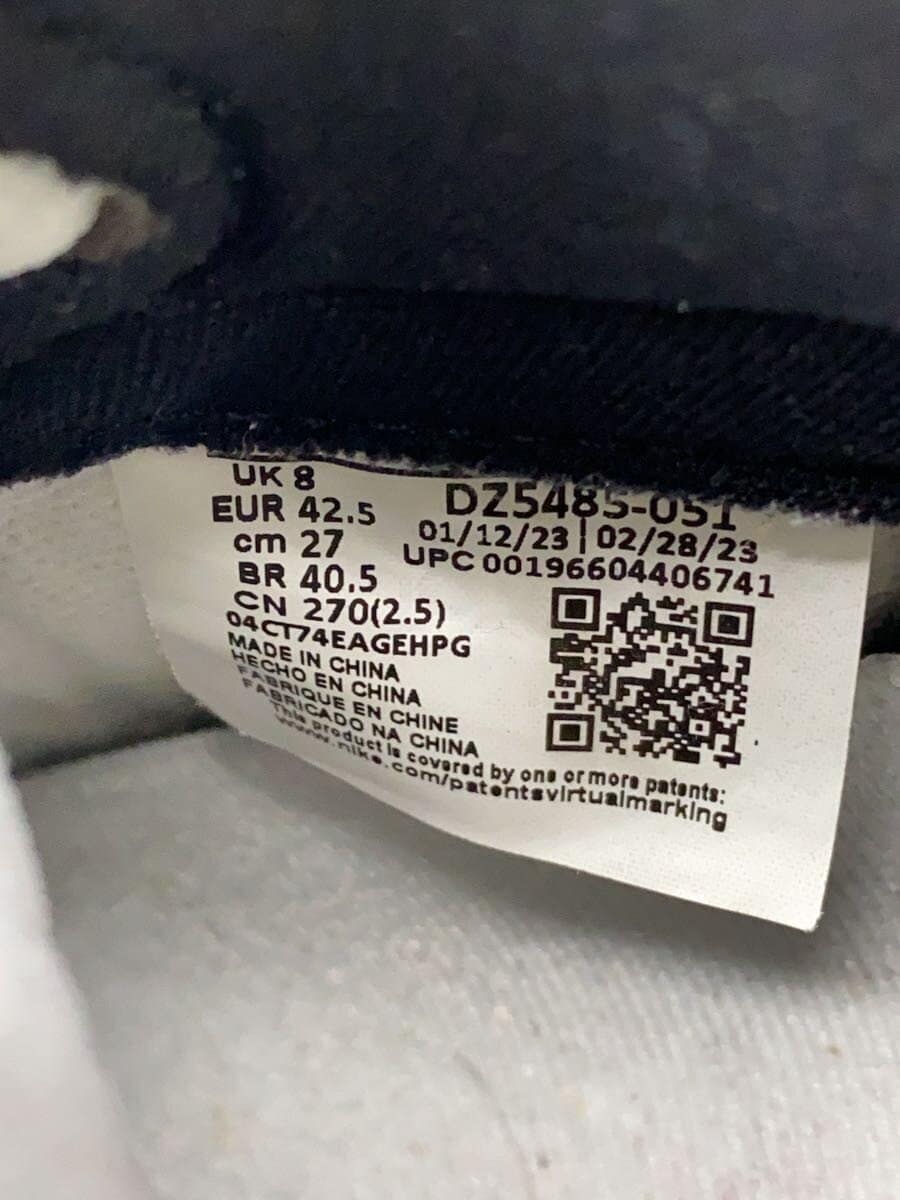 UK 8
EUR 42.5
cm 27
BR 40.5
CN 270(2.5)
04CT74EAGEHPG
MADE IN CHINA
HECHO EN CHINA
FABRIQUE EN CHINE
FABRICADO NA CHINA
This product is covered by one or more patents:
www.nike.com/patentsvirtualmarking
DZ5485-051
01/12/23 | 02/28/23
UPC 00196604406741